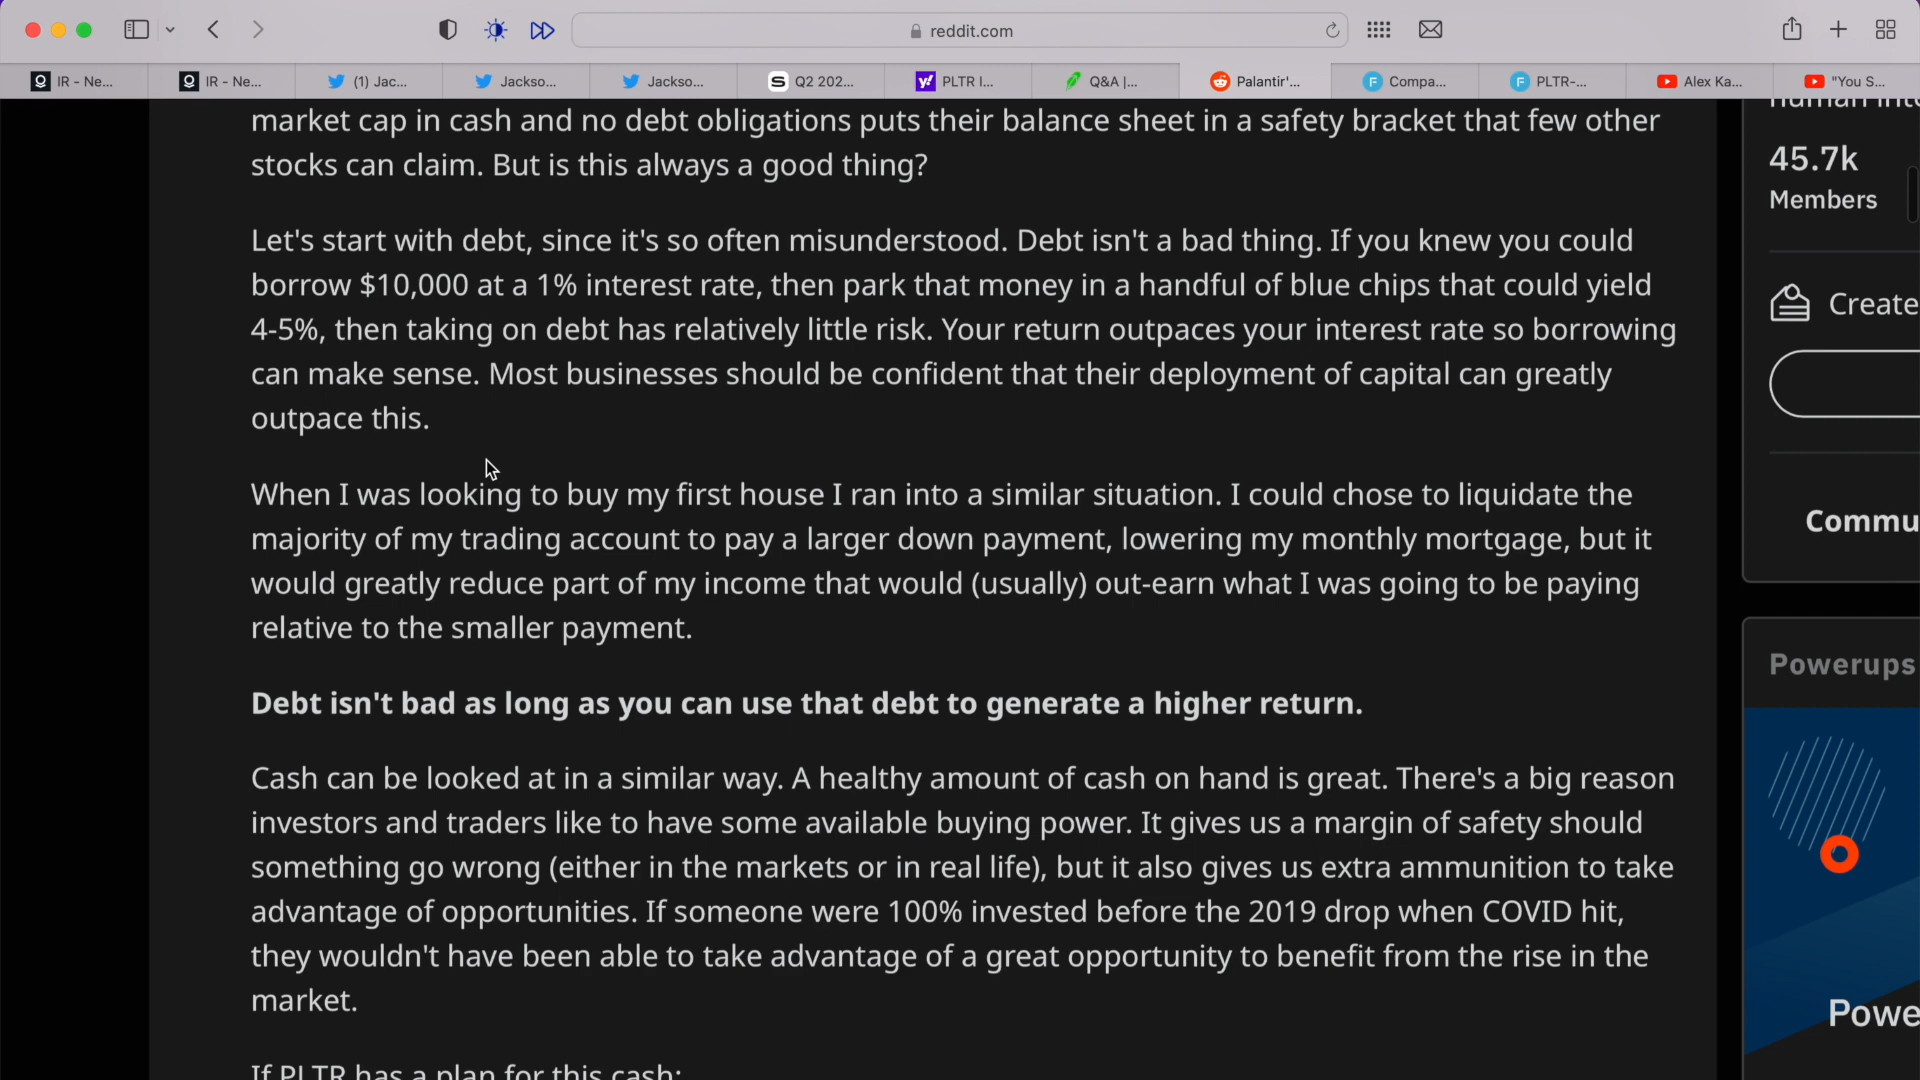 reddit.com
IR - Ne...
IR - Ne...
(1) Jac...
Jackso...
Jackso...
Q2 202...
PLTR I...
Q&A |...
Palantir'...
Compa...
PLTR-...
Alex Ka...
"You S...
market cap in cash and no debt obligations puts their balance sheet in a safety bracket that few other
stocks can claim. But is this always a good thing?
Let's start with debt, since it's so often misunderstood. Debt isn't a bad thing. If you knew you could
borrow $10,000 at a 1% interest rate, then park that money in a handful of blue chips that could yield
4-5%, then taking on debt has relatively little risk. Your return outpaces your interest rate so borrowing
can make sense. Most businesses should be confident that their deployment of capital can greatly
outpace this.
When I was looking to buy my first house I ran into a similar situation. I could chose to liquidate the
majority of my trading account to pay a larger down payment, lowering my monthly mortgage, but it
would greatly reduce part of my income that would (usually) out-earn what I was going to be paying
relative to the smaller payment.
Debt isn't bad as long as you can use that debt to generate a higher return.
Cash can be looked at in a similar way. A healthy amount of cash on hand is great. There's a big reason
investors and traders like to have some available buying power. It gives us a margin of safety should
something go wrong (either in the markets or in real life), but it also gives us extra ammunition to take
advantage of opportunities. If someone were 100% invested before the 2019 drop when COVID hit,
they wouldn't have been able to take advantage of a great opportunity to benefit from the rise in the
market.
If PLTR has a plan for this cash:
45.7k
Members
Create
Commu
Powerups
Powe